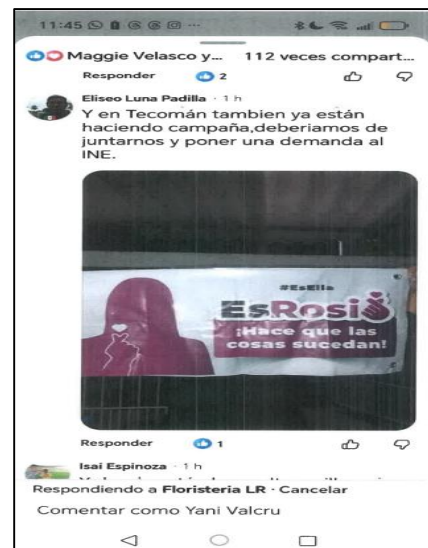 11:45
Maggie Velasco y... 112 veces compart...
Responder 2
Eliseo Luna Padilla · 1 h
Y en Tecomán tambien ya están
haciendo campaña,deberiamos de
juntarnos y poner una demanda al
INE.
#EsElla
EsRosi
¡Hace que las
cosas sucedan!
Responder 1
Isai Espinoza · 1 h
Respondiendo a Floristeria LR · Cancelar
Comentar como Yani Valcru